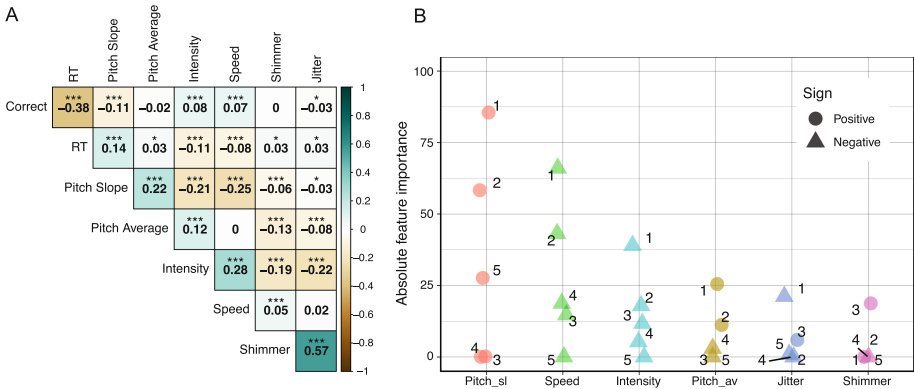 A
RT
Pitch Slope
Pitch Average
Intensity
Speed
Shimmer
Jitter
Correct
*** *** *** *** *
−0.38 −0.11 −0.02 0.08 0.07 0 −0.03
RT
*** * *** *** * *
0.14 0.03 −0.11 −0.08 0.03 0.03
Pitch Slope
*** *** *** *** *
0.22 −0.21 −0.25 −0.06 −0.03
Pitch Average
*** *** ***
0.12 0 −0.13 −0.08
Intensity
*** *** ***
0.28 −0.19 −0.22
Speed
***
0.05 0.02
Shimmer
***
0.57
1
0.8
0.6
0.4
0.2
0
−0.2
−0.4
−0.6
−0.8
−1
B
Absolute feature importance
100
75
50
25
0
Sign
Positive
Negative
1
2
5
4
3
1
2
4
3
5
1
2
3
4
5
1
2
4
3
5
1
3
5
4
2
3
4
2
1
5
Pitch_sl
Speed
Intensity
Pitch_av
Jitter
Shimmer